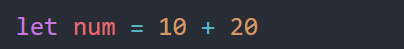 let num = 10 + 20